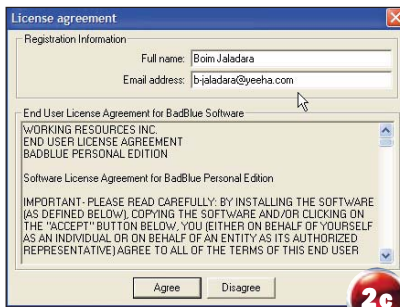 License agreement
Registration Information
Full name: Boim Jaladara
Email address: b-jaladara@yeeha.com
End User License Agreement for BadBlue Software
WORKING RESOURCES INC.
END USER LICENSE AGREEMENT
BADBLUE PERSONAL EDITION
Software License Agreement for BadBlue Personal Edition
IMPORTANT- PLEASE READ CAREFULLY: BY INSTALLING THE SOFTWARE
(AS DEFINED BELOW), COPYING THE SOFTWARE AND/OR CLICKING ON
THE "ACCEPT" BUTTON BELOW, YOU (EITHER ON BEHALF OF YOURSELF
AS AN INDIVIDUAL OR ON BEHALF OF AN ENTITY AS ITS AUTHORIZED
REPRESENTATIVE) AGREE TO ALL OF THE TERMS OF THIS END USER
Agree Disagree
2c